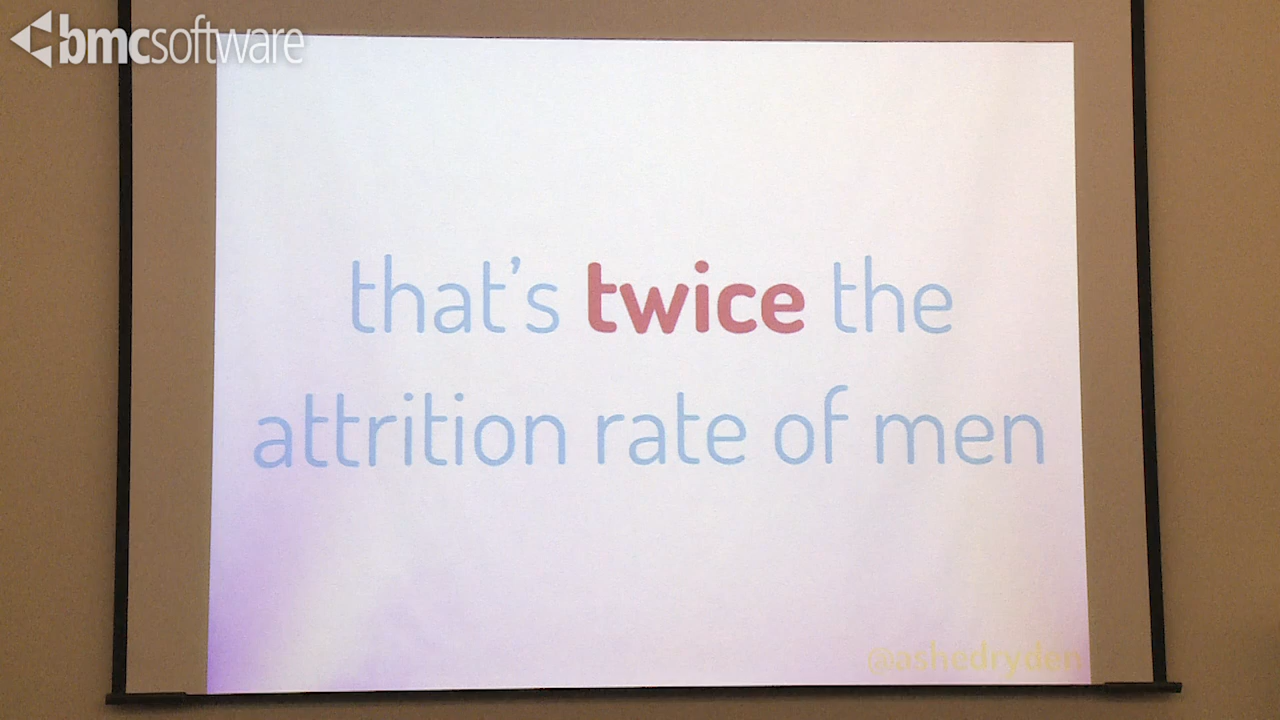 bmcsoftware
that's twice the
attrition rate of men
@ashedryden